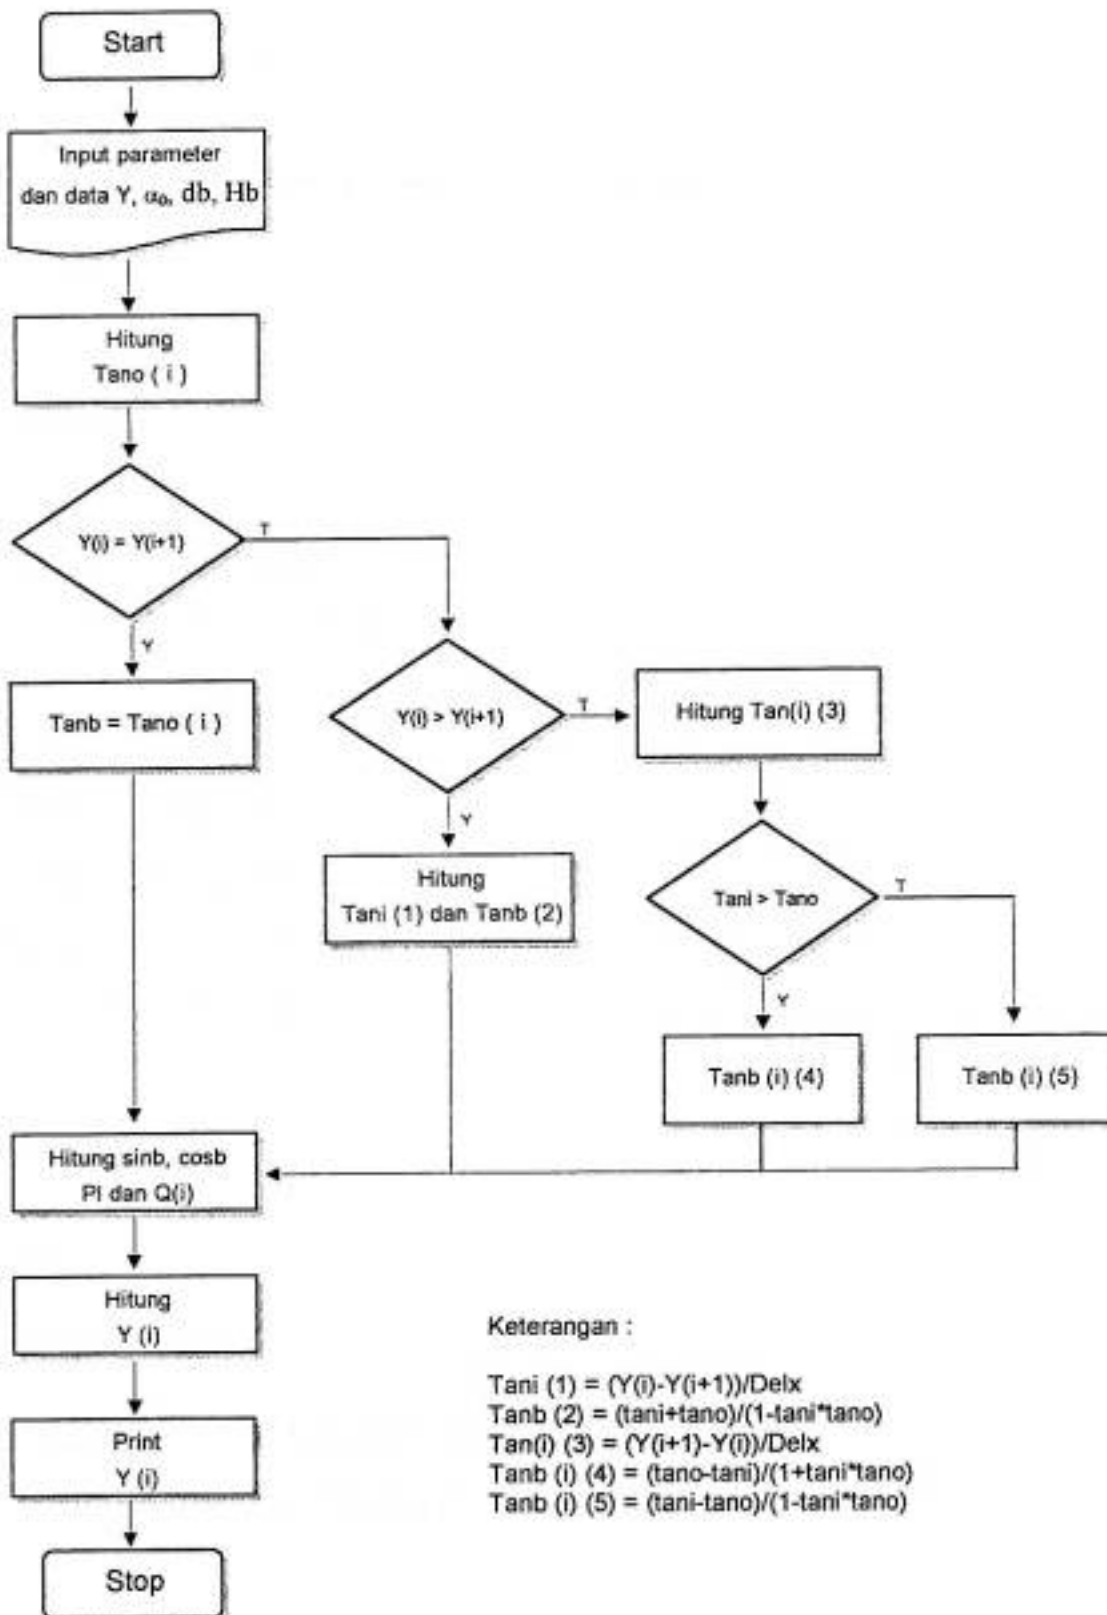 Start
Input parameter
dan data Y, α₀, db, Hb
Hitung
Tano ( i )
Y(i) = Y(i+1)
T
Y
Tanb = Tano ( i )
Y(i) > Y(i+1)
T
Y
Hitung Tan(i) (3)
Hitung
Tani (1) dan Tanb (2)
Tani > Tano
T
Y
Tanb (i) (4)
Tanb (i) (5)
Hitung sinb, cosb
PI dan Q(i)
Hitung
Y (i)
Print
Y (i)
Stop
Keterangan :
Tani (1) = (Y(i)-Y(i+1))/Delx
Tanb (2) = (tani+tano)/(1-tani*tano)
Tan(i) (3) = (Y(i+1)-Y(i))/Delx
Tanb (i) (4) = (tano-tani)/(1+tani*tano)
Tanb (i) (5) = (tani-tano)/(1-tani*tano)